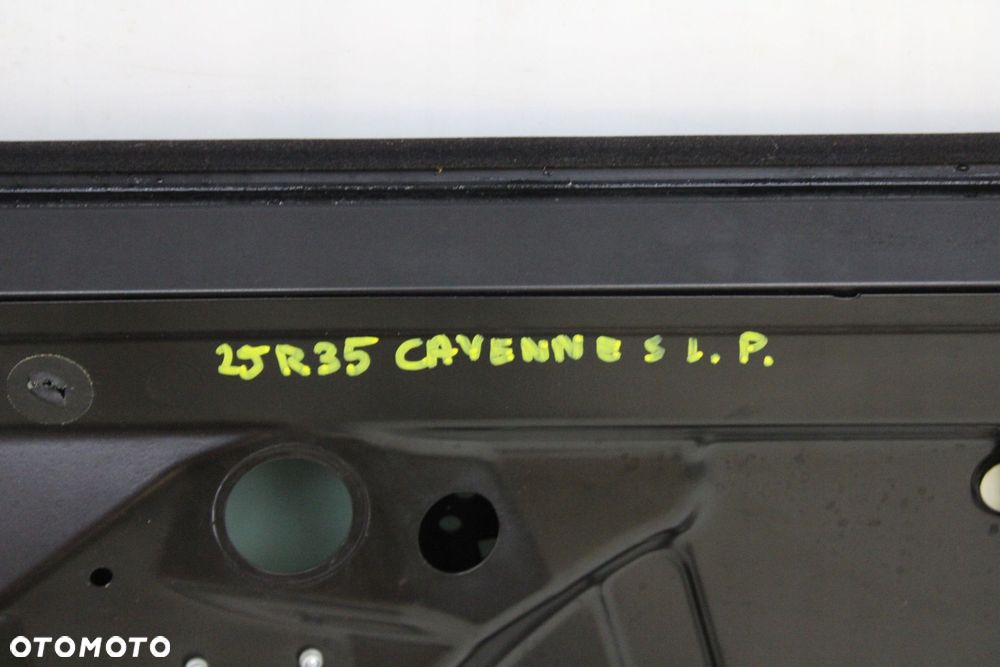 2JR35 CAYENNE S L. P.
OTOMOTO